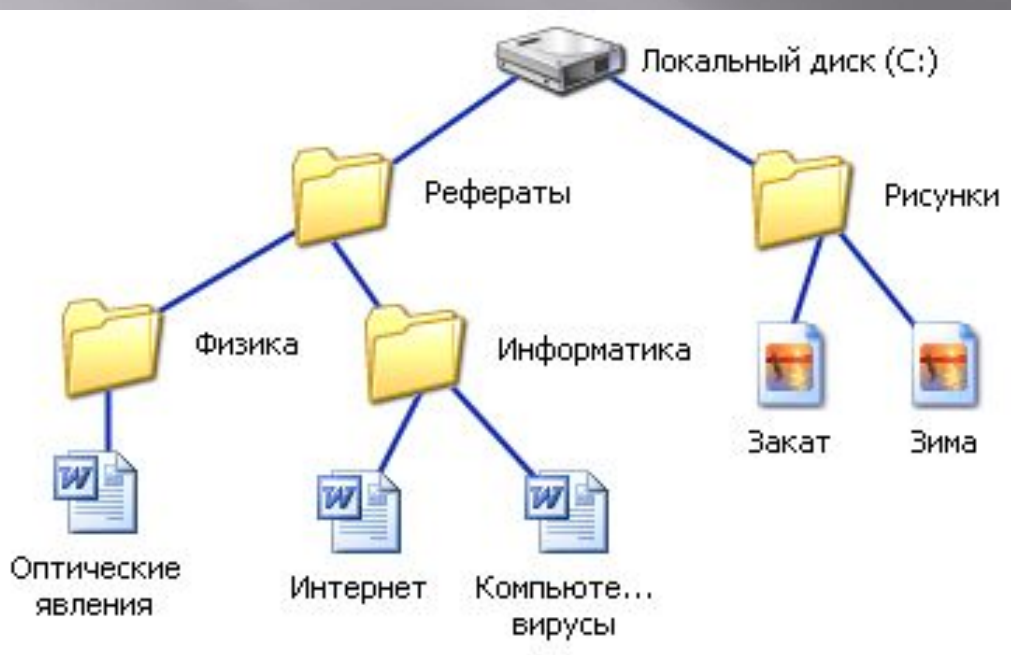 Локальный диск (C:)
Рефераты
Рисунки
Физика
Информатика
Закат
Зима
W
W
W
Оптические
явления
Интернет
Компьюте...
вирусы